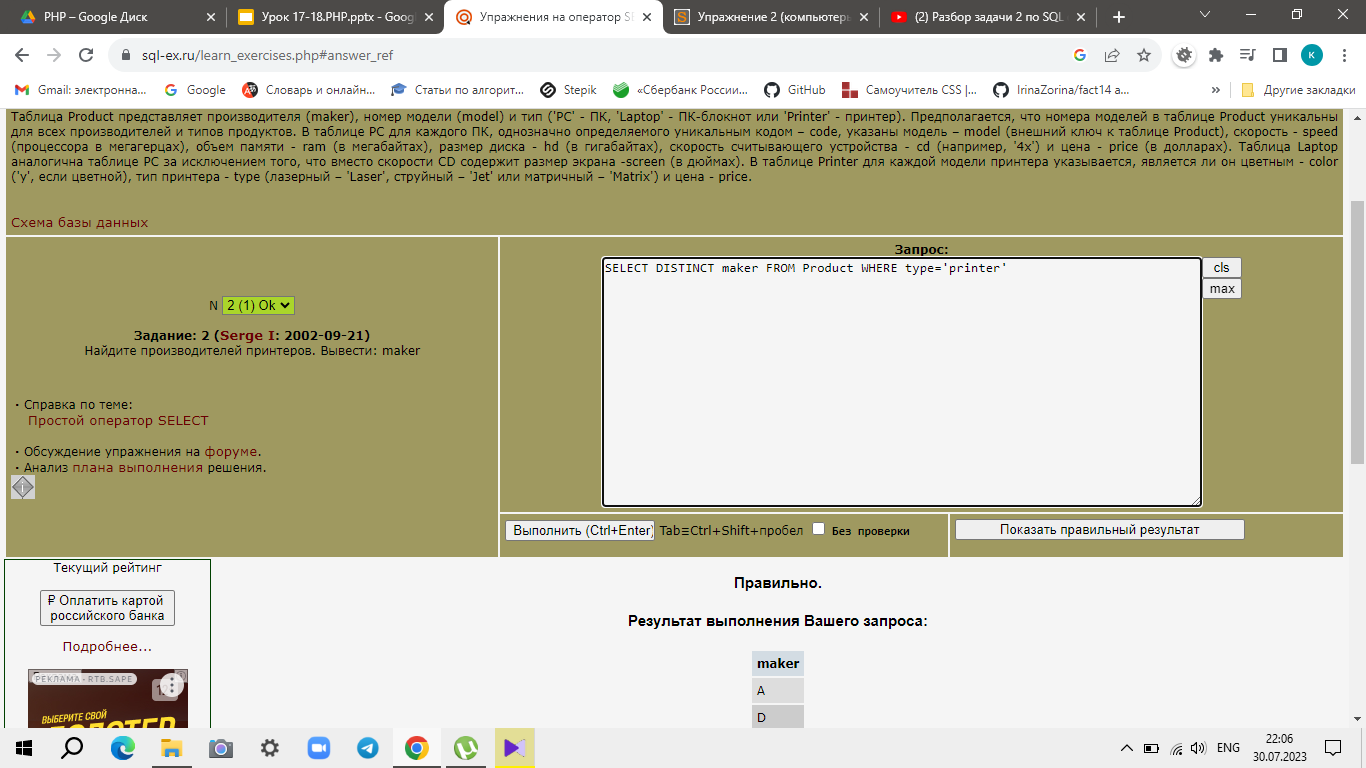 PHP – Google Диск
Урок 17-18.PHP.pptx - Goog
Упражнения на оператор SE
Упражнение 2 (компьютерн
(2) Разбор задачи 2 по SQL
sql-ex.ru/learn_exercises.php#answer_ref
K
Gmail: электронна...
Google
Словарь и онлайн...
Статьи по алгорит...
Stepik
«Сбербанк России...
GitHub
Самоучитель CSS |...
IrinaZorina/fact14 a...
»
Другие закладки
Таблица Product представляет производителя (maker), номер модели (model) и тип ('PC' - ПК, 'Laptop' - ПК-блокнот или 'Printer' - принтер). Предполагается, что номера моделей в таблице Product уникальны
для всех производителей и типов продуктов. В таблице PC для каждого ПК, однозначно определяемого уникальным кодом – code, указаны модель – model (внешний ключ к таблице Product), скорость - speed
(процессора в мегагерцах), объем памяти - ram (в мегабайтах), размер диска - hd (в гигабайтах), скорость считывающего устройства - cd (например, '4x') и цена - price (в долларах). Таблица Laptop
аналогична таблице PC за исключением того, что вместо скорости CD содержит размер экрана -screen (в дюймах). В таблице Printer для каждой модели принтера указывается, является ли он цветным - color
('y', если цветной), тип принтера - type (лазерный – 'Laser', струйный – 'Jet' или матричный – 'Matrix') и цена - price.
Схема базы данных
Запрос:
SELECT DISTINCT maker FROM Product WHERE type='printer'
cls
max
N 2 (1) Ok
Задание: 2 (Serge I: 2002-09-21)
Найдите производителей принтеров. Вывести: maker
· Справка по теме:
Простой оператор SELECT
· Обсуждение упражнения на форуме.
· Анализ плана выполнения решения.
Выполнить (Ctrl+Enter) Tab≡Ctrl+Shift+пробел Без проверки
Показать правильный результат
Текущий рейтинг
₽ Оплатить картой
российского банка
Подробнее...
РЕКЛАМА • RTB.SAPE
ВЫБЕРИТЕ СВОЙ
Правильно.
Результат выполнения Вашего запроса:
maker
A
D
ENG
22:06
30.07.2023